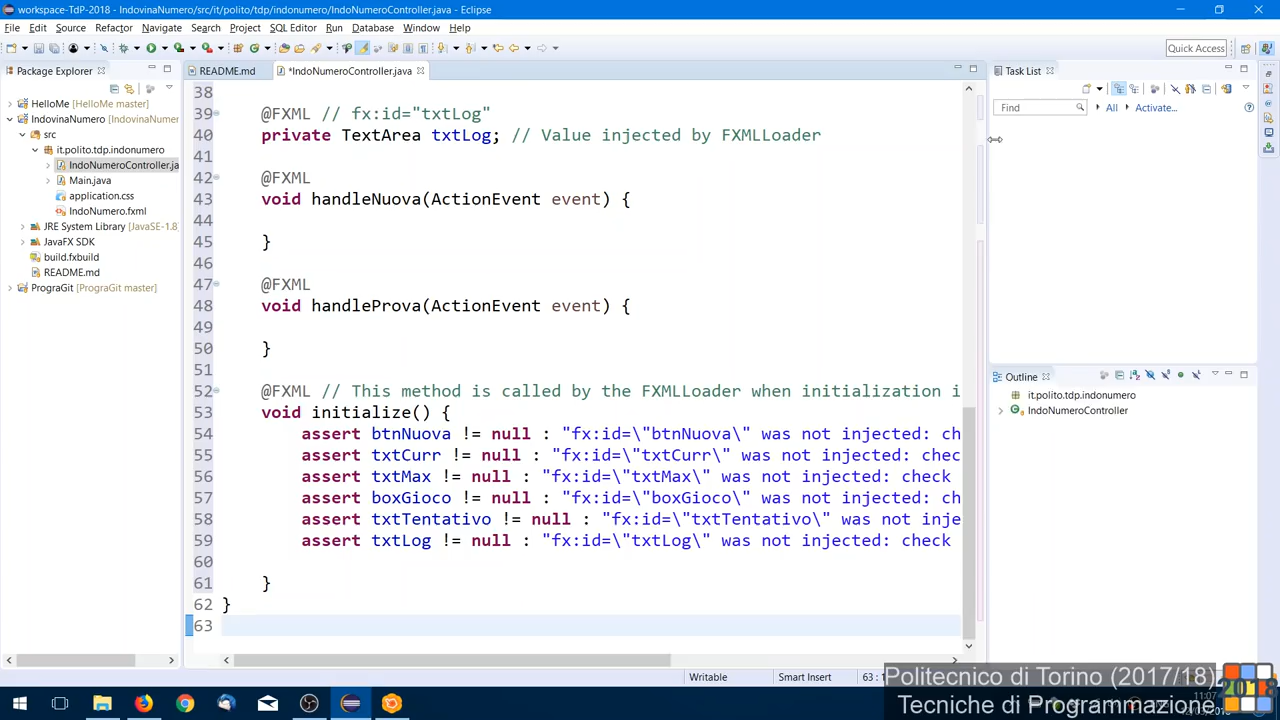 workspace-TdP-2018 - IndovinaNumero/src/it/polito/tdp/indonumero/IndoNumeroController.java - Eclipse
File Edit Source Refactor Navigate Search Project SQL Editor Run Database Window Help
Quick Access
Package Explorer
README.md
*IndoNumeroController.java
Task List
HelloMe [HelloMe master]
IndovinaNumero [IndovinaNumer
src
it.polito.tdp.indonumero
IndoNumeroController.ja
Main.java
application.css
IndoNumero.fxml
JRE System Library [JavaSE-1.8]
JavaFX SDK
build.fxbuild
README.md
PrograGit [PrograGit master]
38
39 @FXML // fx:id="txtLog"
40 private TextArea txtLog; // Value injected by FXMLLoader
41
42 @FXML
43 void handleNuova(ActionEvent event) {
44
45 }
46
47 @FXML
48 void handleProva(ActionEvent event) {
49
50 }
51
52 @FXML // This method is called by the FXMLLoader when initialization i
53 void initialize() {
54 assert btnNuova != null : "fx:id=\"btnNuova\" was not injected: ch
55 assert txtCurr != null : "fx:id=\"txtCurr\" was not injected: chec
56 assert txtMax != null : "fx:id=\"txtMax\" was not injected: check
57 assert boxGioco != null : "fx:id=\"boxGioco\" was not injected: ch
58 assert txtTentativo != null : "fx:id=\"txtTentativo\" was not inje
59 assert txtLog != null : "fx:id=\"txtLog\" was not injected: check
60
61 }
62 }
63
Find
All
Activate...
Outline
it.polito.tdp.indonumero
IndoNumeroController
Writable
Smart Insert
63 :
Politecnico di Torino (2017/18)
Tecniche di Programmazione
11:07
2018